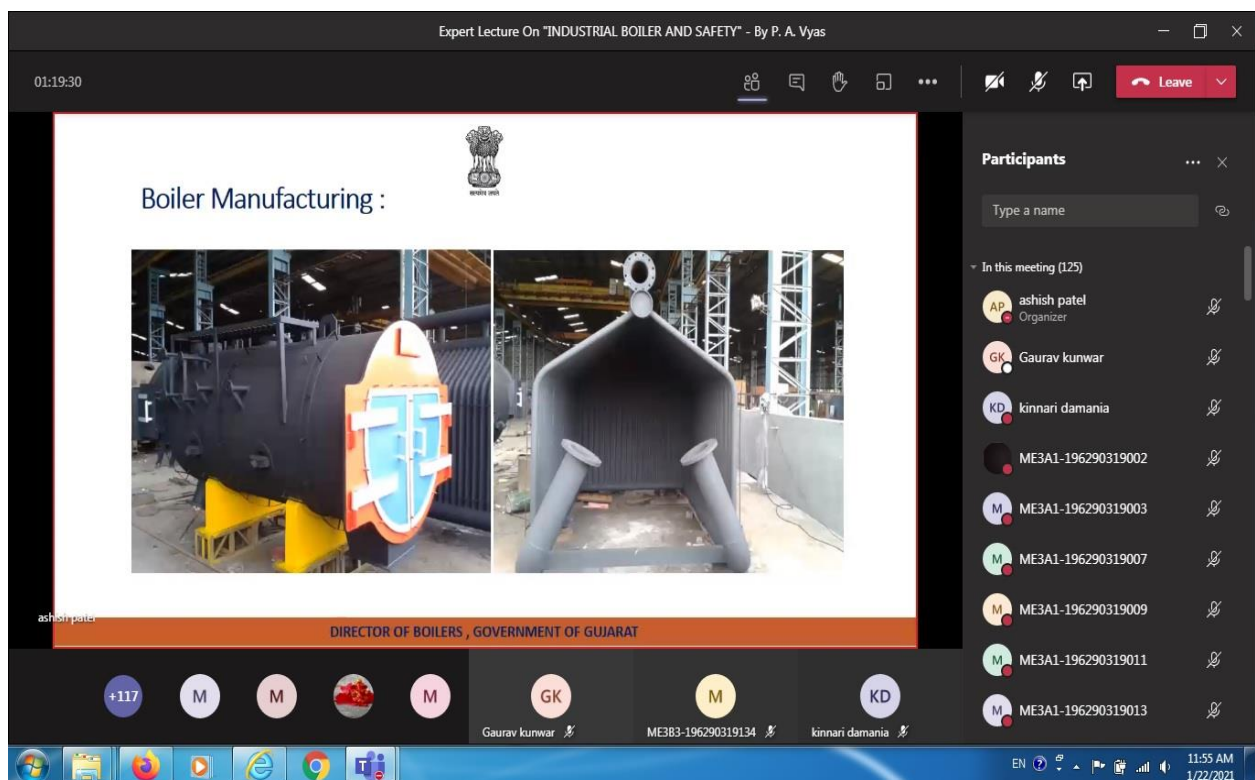 Expert Lecture On "INDUSTRIAL BOILER AND SAFETY" - By P. A. Vyas
01:19:30
Leave
Boiler Manufacturing :
सत्यमेव जयते
ashish patel
DIRECTOR OF BOILERS , GOVERNMENT OF GUJARAT
Participants
Type a name
In this meeting (125)
AP
ashish patel
Organizer
GK
Gaurav kunwar
KD
kinnari damania
ME3A1-196290319002
M
ME3A1-196290319003
M
ME3A1-196290319007
M
ME3A1-196290319009
M
ME3A1-196290319011
M
ME3A1-196290319013
+117
M
M
M
GK
Gaurav kunwar
M
ME3B3-196290319134
KD
kinnari damania
EN
11:55 AM
1/22/2021